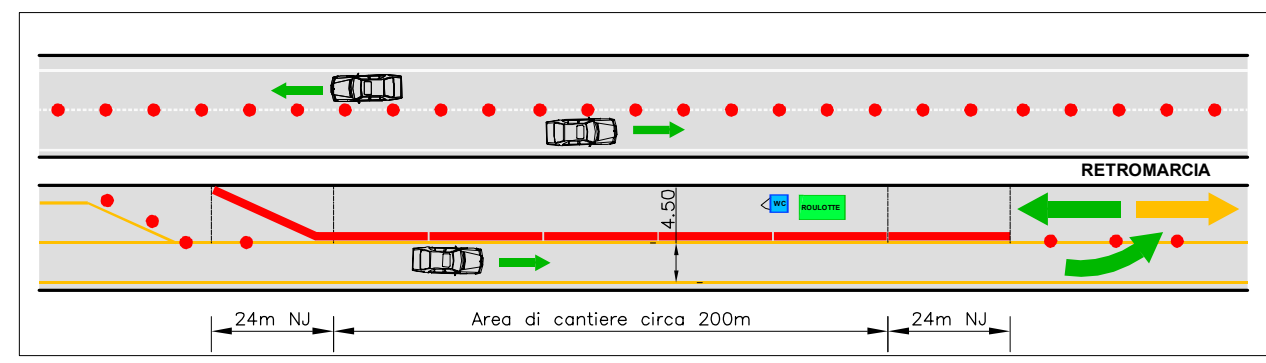 RETROMARCIA
4.50
WC
ROULOTTE
24m NJ
Area di cantiere circa 200m
24m NJ